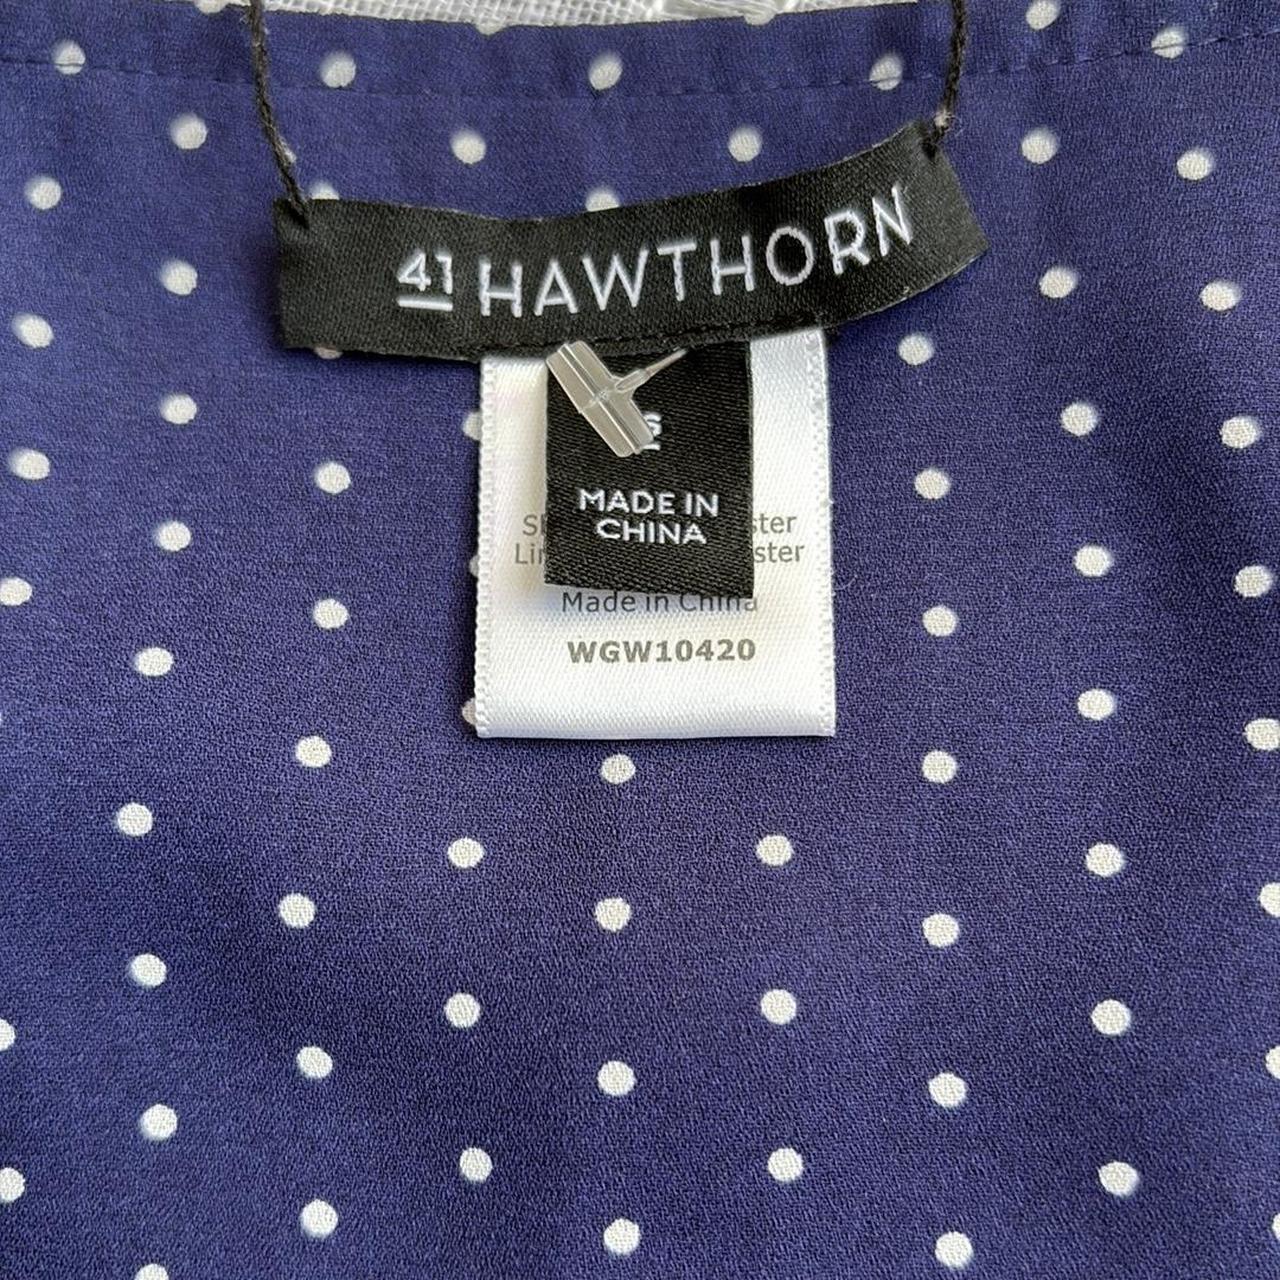 41 HAWTHORN
MADE IN
CHINA
Made in China
WGW10420